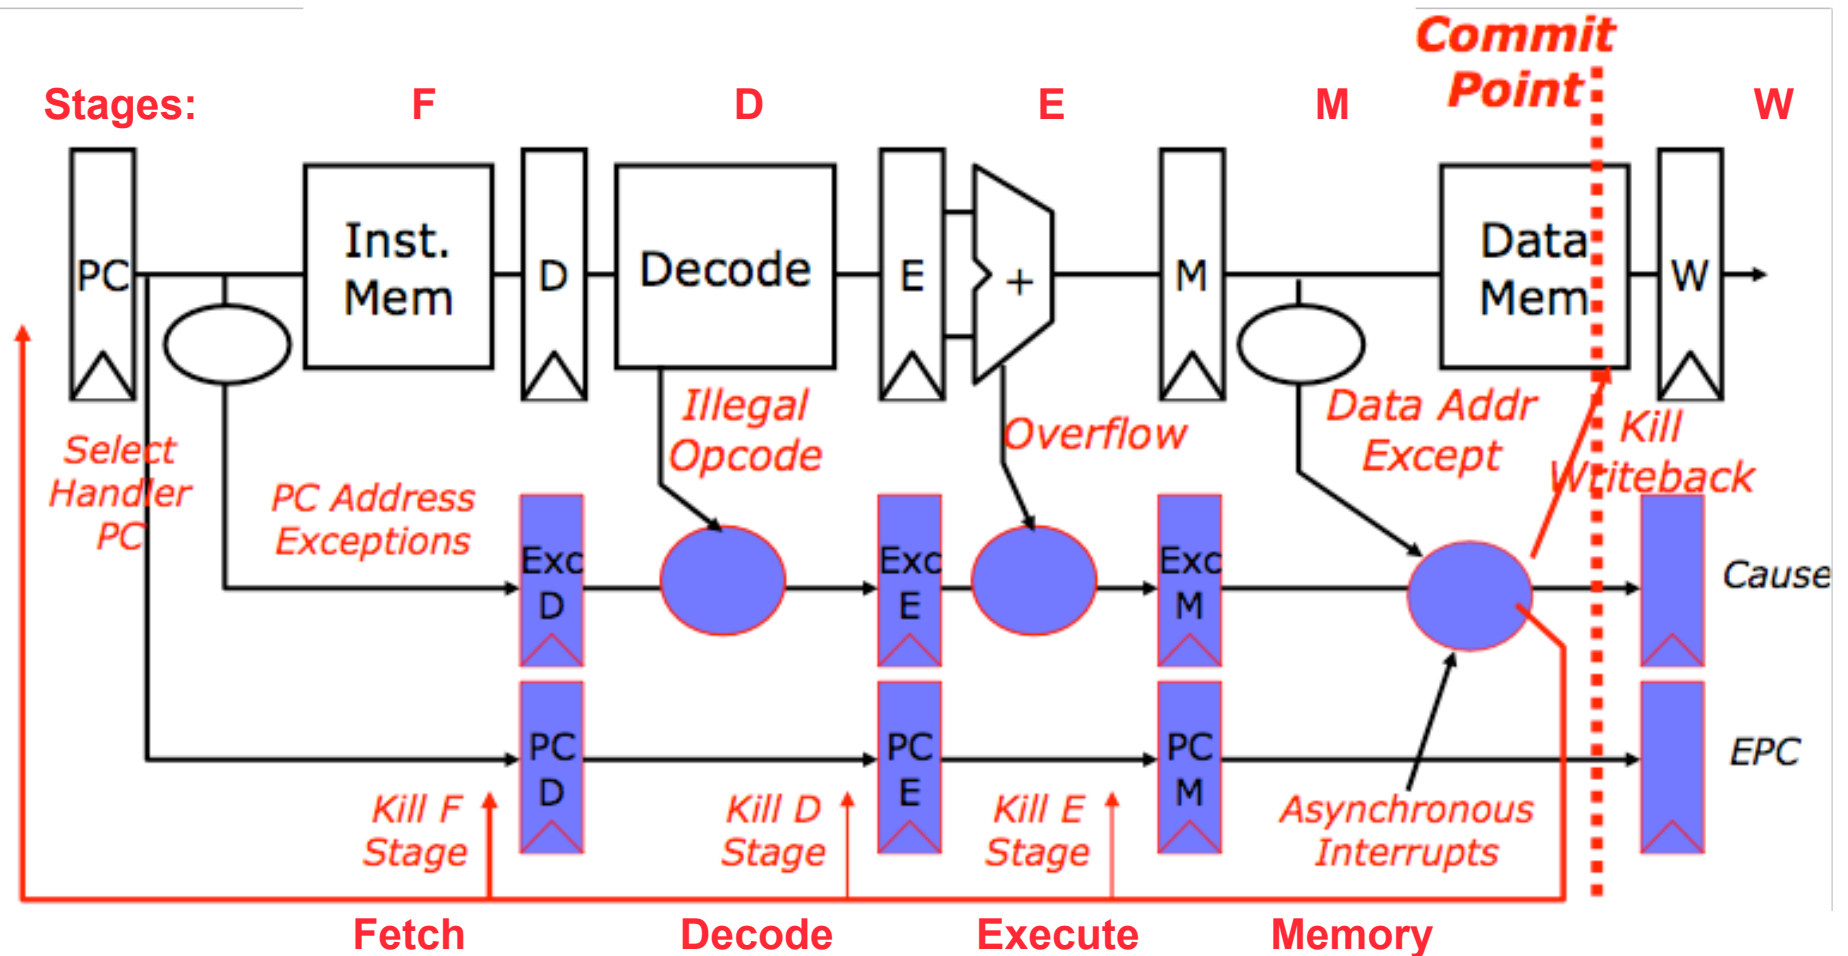 Commit
Point
Stages:
F
D
E
M
W
PC
Inst.
Mem
D
Decode
E
+
M
Data
Mem
W
Select
Handler
PC
PC Address
Exceptions
Illegal
Opcode
Overflow
Data Addr
Except
Kill
Writeback
Exc
D
Exc
E
Exc
M
Cause
PC
D
PC
E
PC
M
EPC
Kill F
Stage
Kill D
Stage
Kill E
Stage
Asynchronous
Interrupts
Fetch
Decode
Execute
Memory